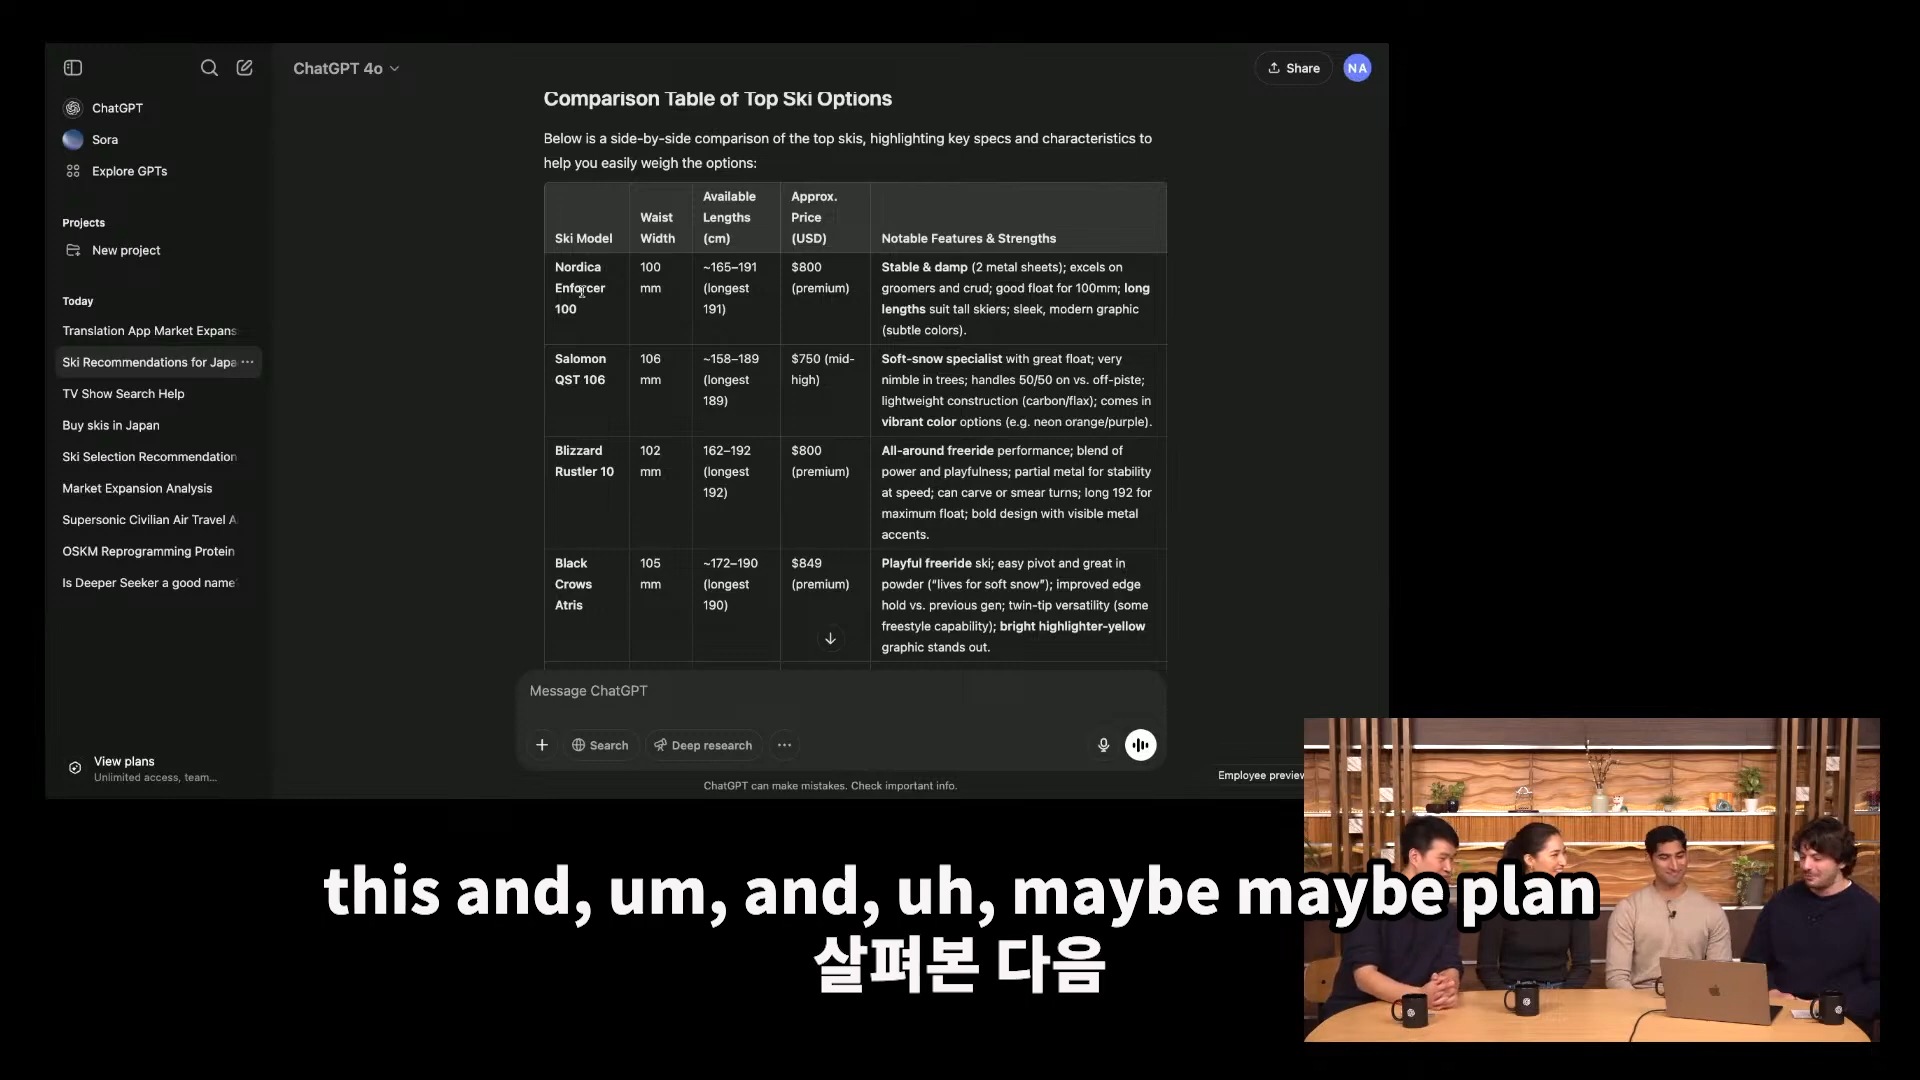 ChatGPT 4o
Share
NA
ChatGPT
Sora
Explore GPTs
Projects
New project
Today
Translation App Market Expans
Ski Recommendations for Japa
TV Show Search Help
Buy skis in Japan
Ski Selection Recommendation
Market Expansion Analysis
Supersonic Civilian Air Travel A
OSKM Reprogramming Protein
Is Deeper Seeker a good name
View plans
Unlimited access, team...
Comparison Table of Top Ski Options
Below is a side-by-side comparison of the top skis, highlighting key specs and characteristics to
help you easily weigh the options:
Ski Model
Waist
Width
Available
Lengths
(cm)
Approx.
Price
(USD)
Notable Features & Strengths
Nordica
Enforcer
100
100
mm
~165–191
(longest
191)
$800
(premium)
Stable & damp (2 metal sheets); excels on
groomers and crud; good float for 100mm; long
lengths suit tall skiers; sleek, modern graphic
(subtle colors).
Salomon
QST 106
106
mm
~158–189
(longest
189)
$750 (mid-
high)
Soft-snow specialist with great float; very
nimble in trees; handles 50/50 on vs. off-piste;
lightweight construction (carbon/flax); comes in
vibrant color options (e.g. neon orange/purple).
Blizzard
Rustler 10
102
mm
162–192
(longest
192)
$800
(premium)
All-around freeride performance; blend of
power and playfulness; partial metal for stability
at speed; can carve or smear turns; long 192 for
maximum float; bold design with visible metal
accents.
Black
Crows
Atris
105
mm
~172–190
(longest
190)
$849
(premium)
Playful freeride ski; easy pivot and great in
powder (“lives for soft snow”); improved edge
hold vs. previous gen; twin-tip versatility (some
freestyle capability); bright highlighter-yellow
graphic stands out.
Message ChatGPT
Search
Deep research
ChatGPT can make mistakes. Check important info.
Employee preview
this and, um, and, uh, maybe maybe plan
살펴본 다음